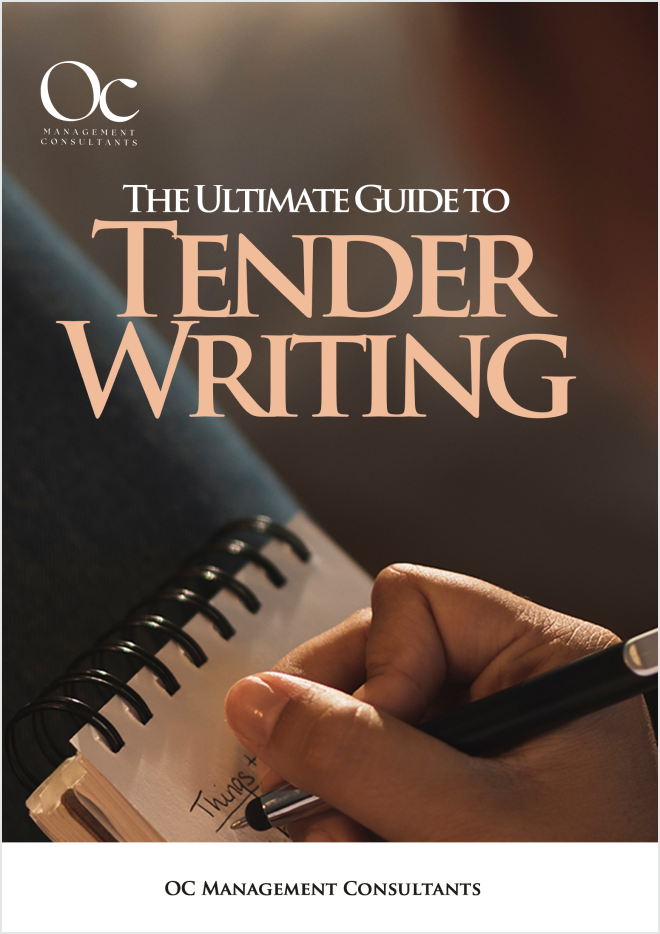 Oc
MANAGEMENT
CONSULTANTS
THE ULTIMATE GUIDE TO
TENDER
WRITING
Things +
OC MANAGEMENT CONSULTANTS